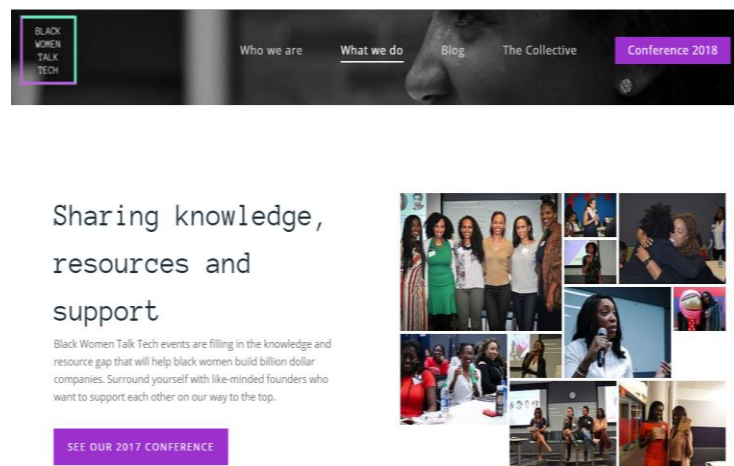 BLACK
WOMEN
TALK
TECH
Who we are What we do Blog The Collective Conference 2018
Sharing knowledge,
resources and
support
Black Women Talk Tech events are filling in the knowledge and
resource gap that will help black women build billion dollar
companies. Surround yourself with like-minded founders who
want to support each other on our way to the top.
SEE OUR 2017 CONFERENCE